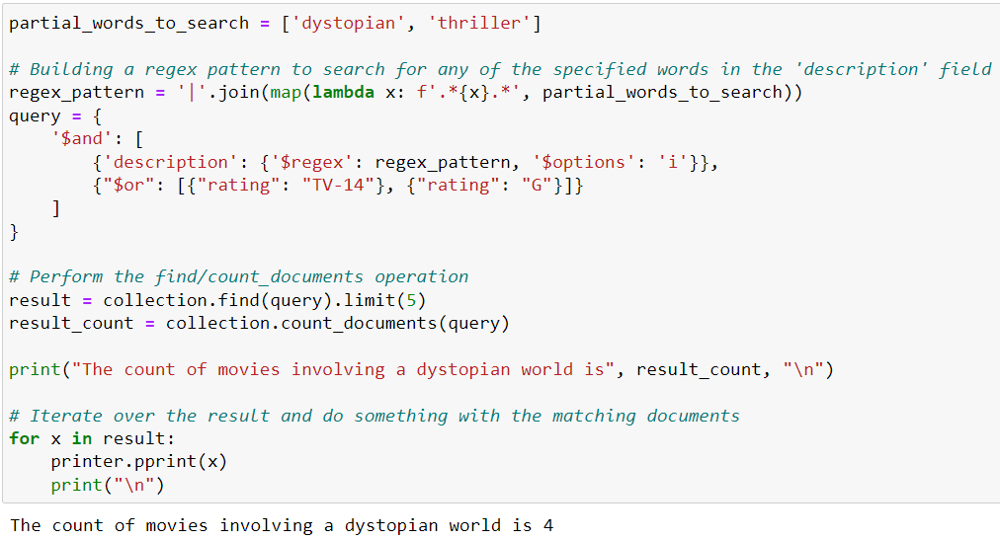 partial_words_to_search = ['dystopian', 'thriller']
# Building a regex pattern to search for any of the specified words in the 'description' field
regex_pattern = '|'.join(map(lambda x: f'.*{x}.*', partial_words_to_search))
query = {
    '$and': [
        {'description': {'$regex': regex_pattern, '$options': 'i'}},
        {"$or": [{"rating": "TV-14"}, {"rating": "G"}]}
    ]
}
# Perform the find/count_documents operation
result = collection.find(query).limit(5)
result_count = collection.count_documents(query)
print("The count of movies involving a dystopian world is", result_count, "\n")
# Iterate over the result and do something with the matching documents
for x in result:
    printer.pprint(x)
    print("\n")
The count of movies involving a dystopian world is 4